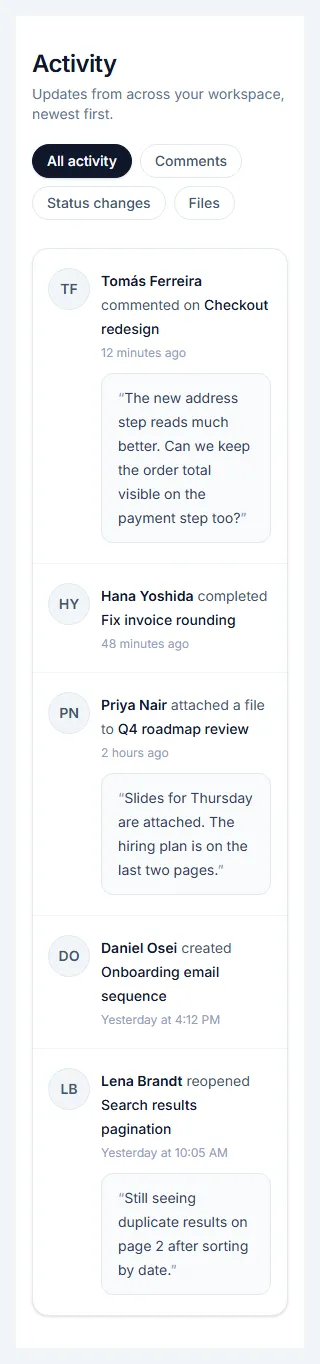 Activity
Updates from across your workspace,
newest first.
All activity
Comments
Status changes
Files
TF
Tomás Ferreira
commented on Checkout
redesign
12 minutes ago
“The new address
step reads much
better. Can we keep
the order total
visible on the
payment step too?”
HY
Hana Yoshida completed
Fix invoice rounding
48 minutes ago
PN
Priya Nair attached a file
to Q4 roadmap review
2 hours ago
“Slides for Thursday
are attached. The
hiring plan is on the
last two pages.”
DO
Daniel Osei created
Onboarding email
sequence
Yesterday at 4:12 PM
LB
Lena Brandt reopened
Search results
pagination
Yesterday at 10:05 AM
“Still seeing
duplicate results on
page 2 after sorting
by date.”